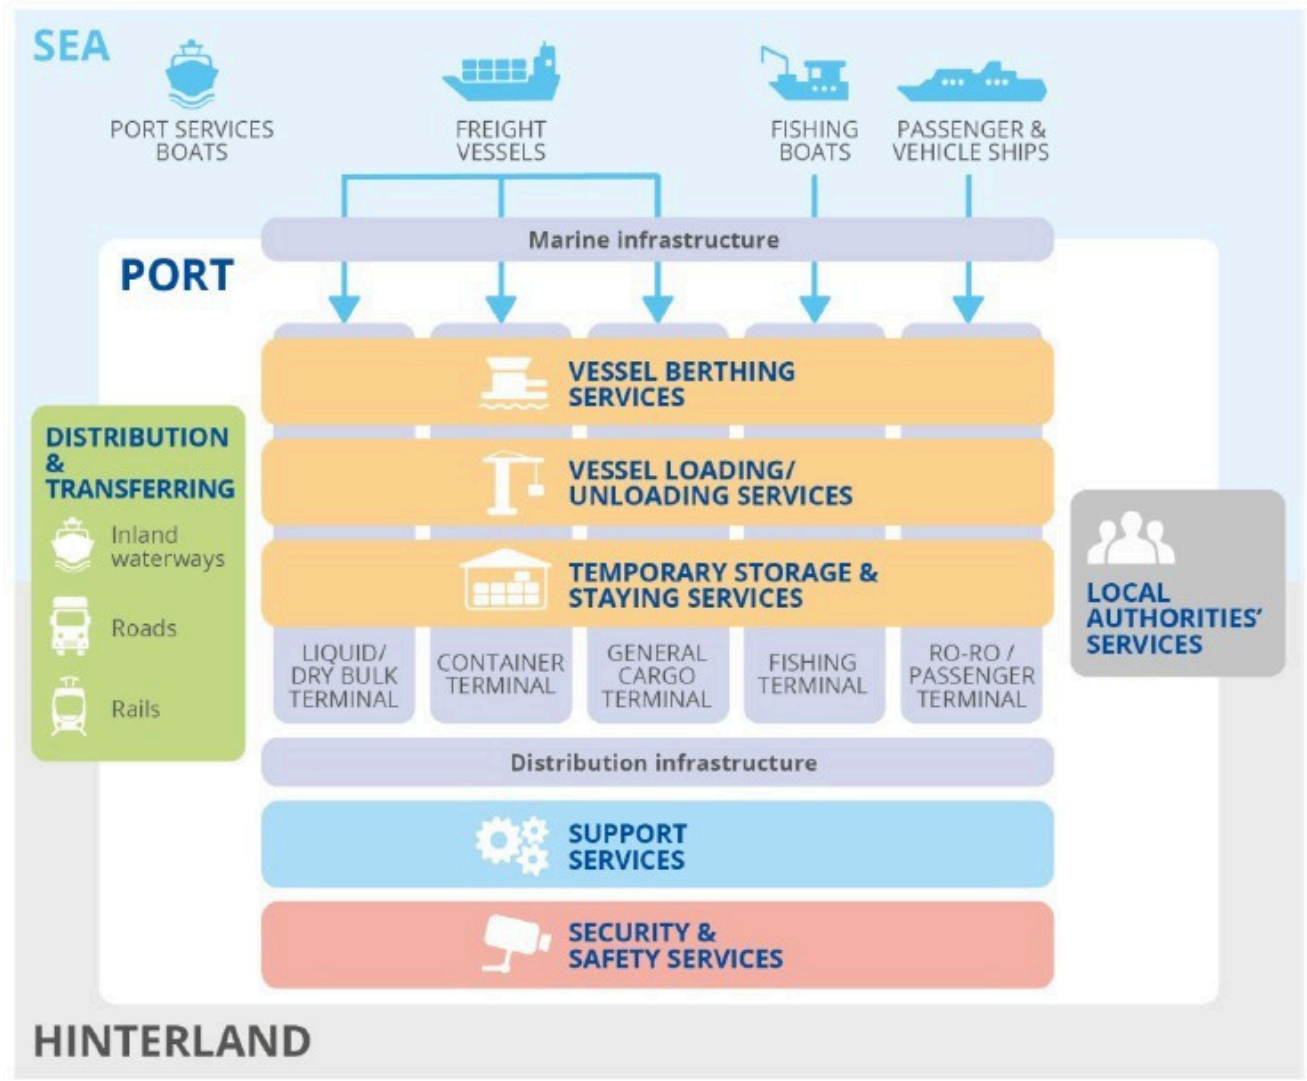 SEA
PORT SERVICES
BOATS
FREIGHT
VESSELS
FISHING
BOATS
PASSENGER &
VEHICLE SHIPS
Marine infrastructure
PORT
VESSEL BERTHING
SERVICES
VESSEL LOADING/
UNLOADING SERVICES
TEMPORARY STORAGE &
STAYING SERVICES
DISTRIBUTION
&
TRANSFERRING
Inland
waterways
Roads
Rails
LOCAL
AUTHORITIES’
SERVICES
LIQUID/
DRY BULK
TERMINAL
CONTAINER
TERMINAL
GENERAL
CARGO
TERMINAL
FISHING
TERMINAL
RO-RO /
PASSENGER
TERMINAL
Distribution infrastructure
SUPPORT
SERVICES
SECURITY &
SAFETY SERVICES
HINTERLAND